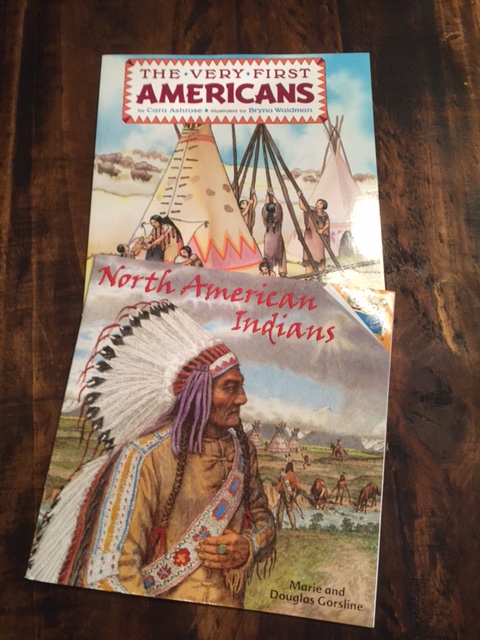 THE • VERY • FIRST
AMERICANS
by Cara Ashrose • illustrated by Bryna Waldman
North American
Indians
Marie and
Douglas Gorsline